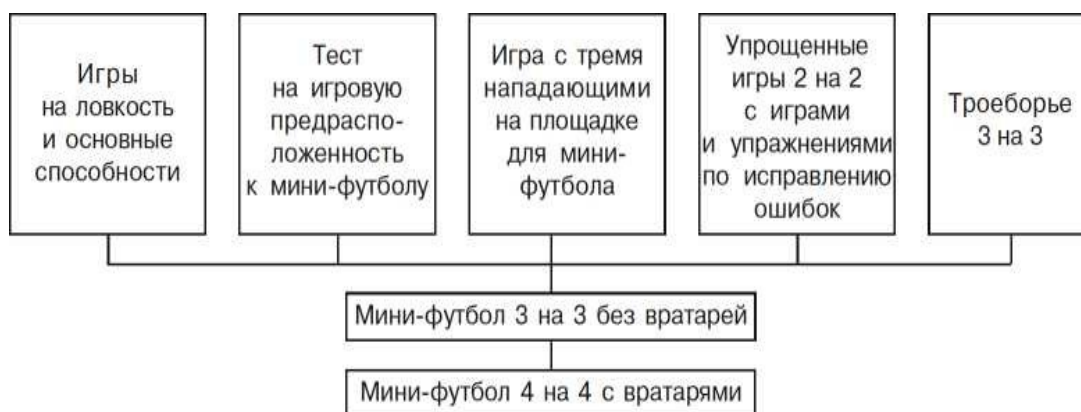 Игры
на ловкость
и основные
способности
Тест
на игровую
предраспо-
ложенность
к мини-футболу
Игра с тремя
нападающими
на площадке
для мини-
футбола
Упрощенные
игры 2 на 2
с играми
и упражнениями
по исправлению
ошибок
Троеборье
3 на 3
Мини-футбол 3 на 3 без вратарей
Мини-футбол 4 на 4 с вратарями